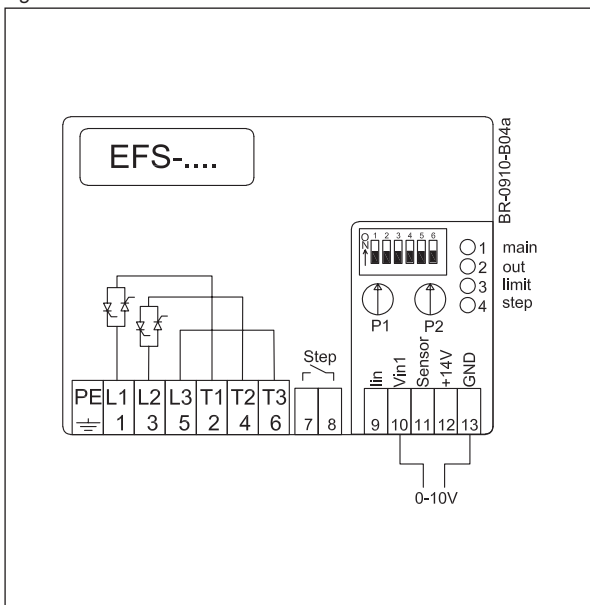 EFS-....
BR-0910-B04a
ON
1 2 3 4 5 6
1 main
2 out
3 limit
4 step
P1 P2
Step
Iin Vin1 Sensor +14V GND
PE L1 L2 L3 T1 T2 T3
1 3 5 2 4 6
7 8
9 10 11 12 13
0-10V